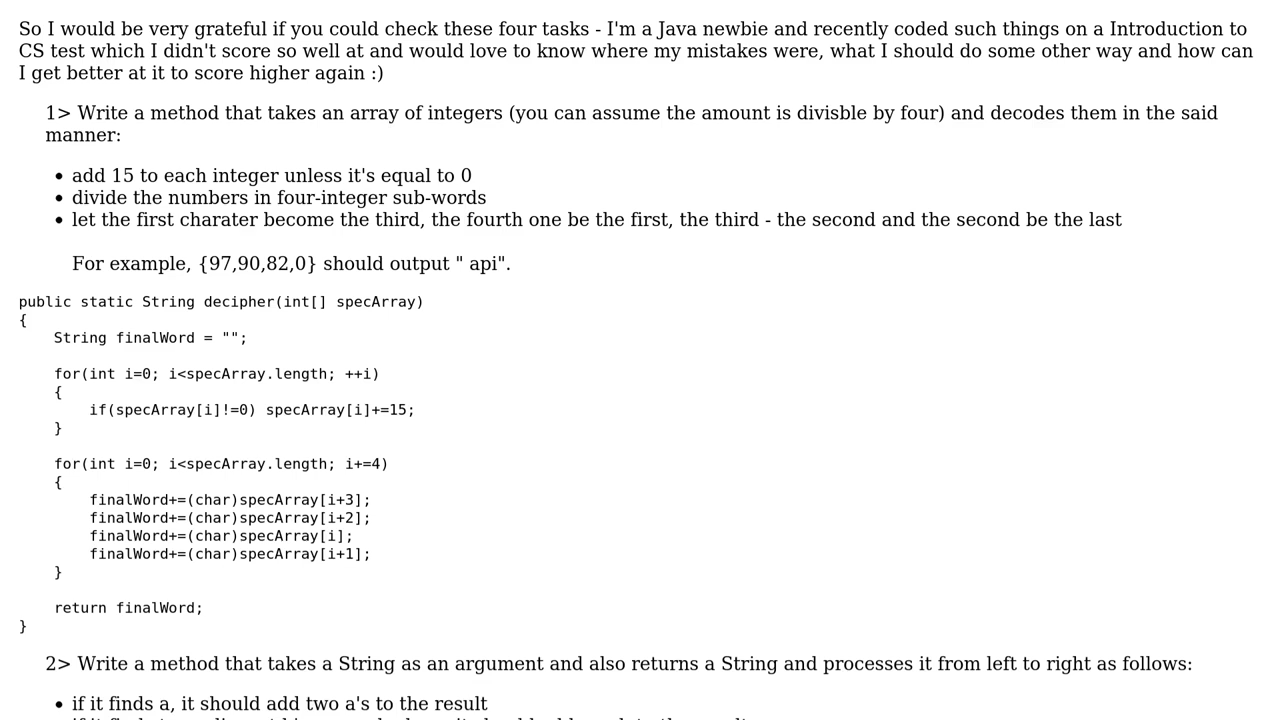 So I would be very grateful if you could check these four tasks - I'm a Java newbie and recently coded such things on a Introduction to
CS test which I didn't score so well at and would love to know where my mistakes were, what I should do some other way and how can
I get better at it to score higher again :)
1> Write a method that takes an array of integers (you can assume the amount is divisble by four) and decodes them in the said
manner:
• add 15 to each integer unless it's equal to 0
• divide the numbers in four-integer sub-words
• let the first charater become the third, the fourth one be the first, the third - the second and the second be the last
For example, {97,90,82,0} should output " api".
public static String decipher(int[] specArray)
{
    String finalWord = "";
    for(int i=0; i<specArray.length; ++i)
    {
        if(specArray[i]!=0) specArray[i]+=15;
    }
    for(int i=0; i<specArray.length; i+=4)
    {
        finalWord+=(char)specArray[i+3];
        finalWord+=(char)specArray[i+2];
        finalWord+=(char)specArray[i];
        finalWord+=(char)specArray[i+1];
    }
    return finalWord;
}
2> Write a method that takes a String as an argument and also returns a String and processes it from left to right as follows:
• if it finds a, it should add two a's to the result